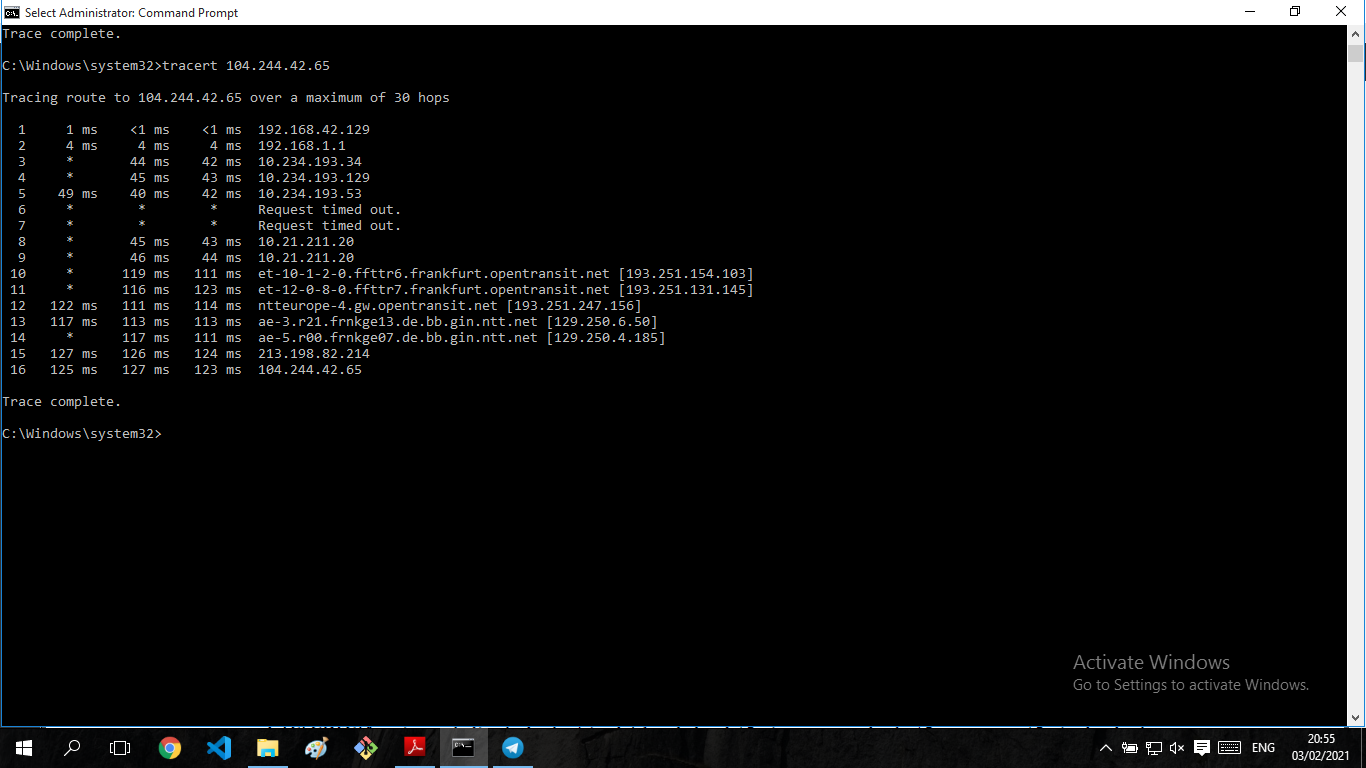 Select Administrator: Command Prompt
Trace complete.
C:\Windows\system32>tracert 104.244.42.65
Tracing route to 104.244.42.65 over a maximum of 30 hops
1 1 ms <1 ms <1 ms 192.168.42.129
2 4 ms 4 ms 4 ms 192.168.1.1
3 * 44 ms 42 ms 10.234.193.34
4 * 45 ms 43 ms 10.234.193.129
5 49 ms 40 ms 42 ms 10.234.193.53
6 * * * Request timed out.
7 * * * Request timed out.
8 * 45 ms 43 ms 10.21.211.20
9 * 46 ms 44 ms 10.21.211.20
10 * 119 ms 111 ms et-10-1-2-0.ffttr6.frankfurt.opentransit.net [193.251.154.103]
11 * 116 ms 123 ms et-12-0-8-0.ffttr7.frankfurt.opentransit.net [193.251.131.145]
12 122 ms 111 ms 114 ms ntteurope-4.gw.opentransit.net [193.251.247.156]
13 117 ms 113 ms 113 ms ae-3.r21.frnkge13.de.bb.gin.ntt.net [129.250.6.50]
14 * 117 ms 111 ms ae-5.r00.frnkge07.de.bb.gin.ntt.net [129.250.4.185]
15 127 ms 126 ms 124 ms 213.198.82.214
16 125 ms 127 ms 123 ms 104.244.42.65
Trace complete.
C:\Windows\system32>
Activate Windows
Go to Settings to activate Windows.
ENG
20:55
03/02/2021